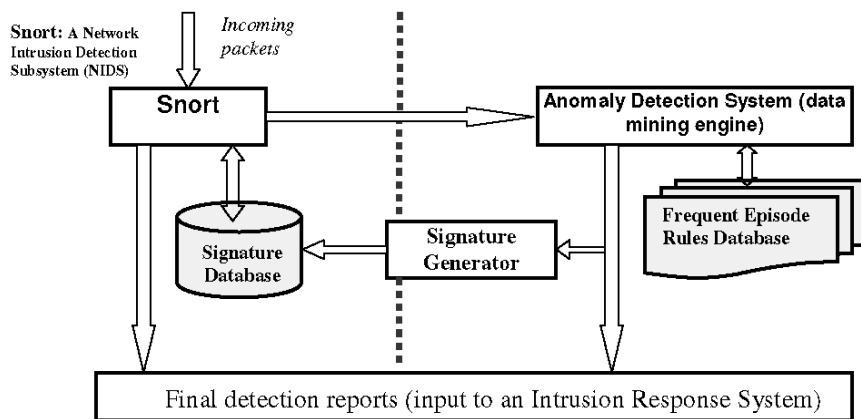 Snort: A Network
Intrusion Detection
Subsystem (NIDS)
Incoming
packets
Snort
Anomaly Detection System (data
mining engine)
Signature
Database
Signature
Generator
Frequent Episode
Rules Database
Final detection reports (input to an Intrusion Response System)